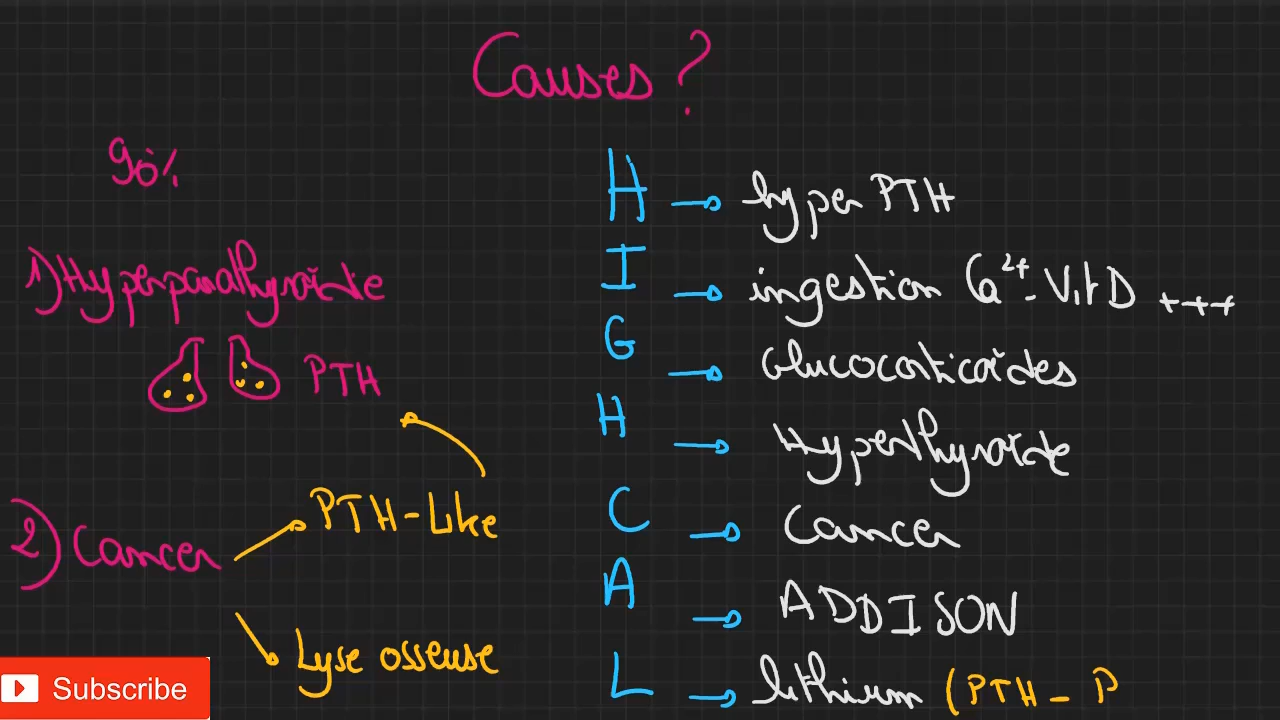 Causes ?
90%
1) Hyperparathyroïdie
PTH
2) Cancer
PTH-Like
Lyse osseuse
H → hyper PTH
I → ingestion Ca²⁺ - Vit D +++
G → Glucocorticoïdes
H → Hyperthyroïdie
C → Cancer
A → ADDISON
L → lithium (PTH - P
Subscribe